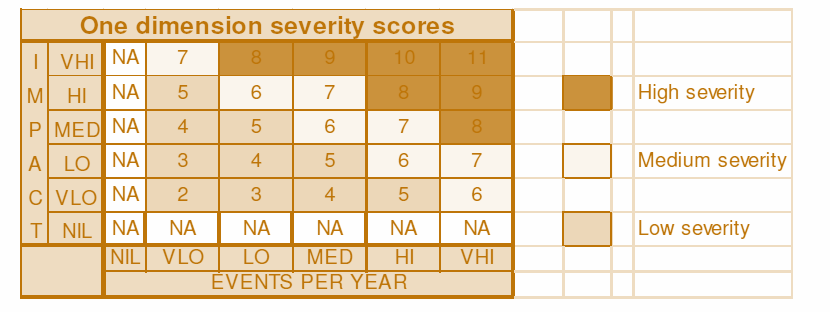 One dimension severity scores
I VHI NA 7 8 9 10 11
M HI NA 5 6 7 8 9 High severity
P MED NA 4 5 6 7 8
A LO NA 3 4 5 6 7 Medium severity
C VLO NA 2 3 4 5 6
T NIL NA NA NA NA NA NA Low severity
NIL VLO LO MED HI VHI
EVENTS PER YEAR